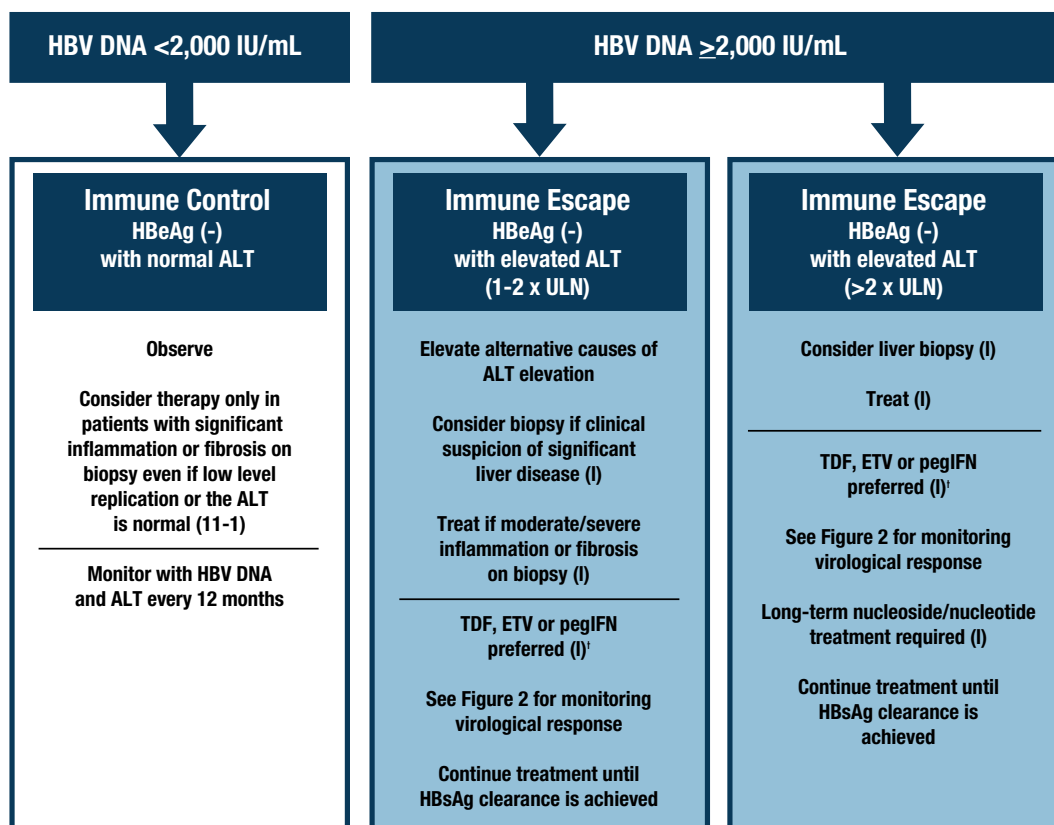 HBV DNA <2,000 IU/mL
HBV DNA ≥2,000 IU/mL
Immune Control
HBeAg (-)
with normal ALT
Observe
Consider therapy only in
patients with significant
inflammation or fibrosis on
biopsy even if low level
replication or the ALT
is normal (11-1)
Monitor with HBV DNA
and ALT every 12 months
Immune Escape
HBeAg (-)
with elevated ALT
(1-2 x ULN)
Elevate alternative causes of
ALT elevation
Consider biopsy if clinical
suspicion of significant
liver disease (I)
Treat if moderate/severe
inflammation or fibrosis
on biopsy (I)
TDF, ETV or pegIFN
preferred (I)†
See Figure 2 for monitoring
virological response
Continue treatment until
HBsAg clearance is achieved
Immune Escape
HBeAg (-)
with elevated ALT
(>2 x ULN)
Consider liver biopsy (I)
Treat (I)
TDF, ETV or pegIFN
preferred (I)†
See Figure 2 for monitoring
virological response
Long-term nucleoside/nucleotide
treatment required (I)
Continue treatment until
HBsAg clearance is
achieved